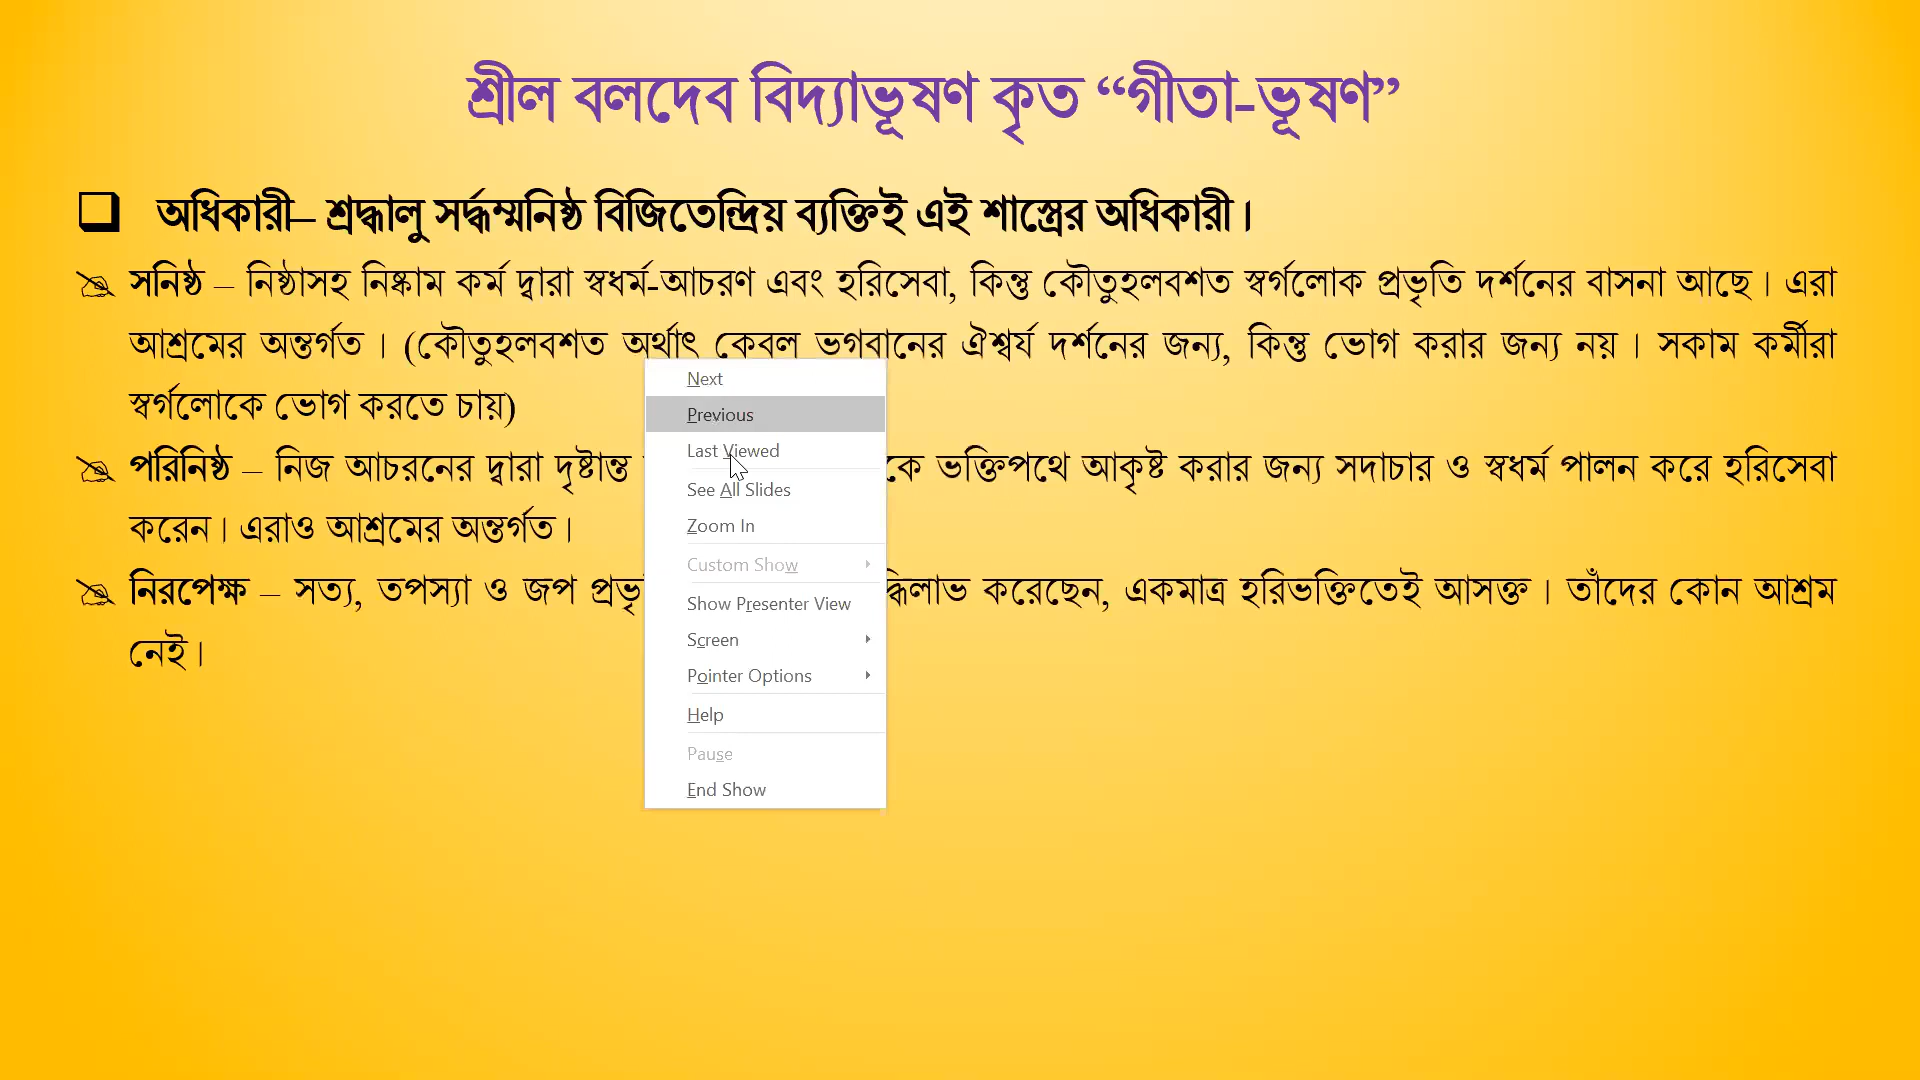 শ্রীল বলদেব বিদ্যাভূষণ কৃত “গীতা-ভূষণ”
অধিকারী– শ্রদ্ধালু সর্দ্ধম্মনিষ্ঠ বিজিতেন্দ্রিয় ব্যক্তিই এই শাস্ত্রের অধিকারী।
সনিষ্ঠ – নিষ্ঠাসহ নিষ্কাম কর্ম দ্বারা স্বধর্ম-আচরণ এবং হরিসেবা, কিন্তু কৌতুহলবশত স্বর্গলোক প্রভৃতি দর্শনের বাসনা আছে। এরা
আশ্রমের অন্তর্গত। (কৌতুহলবশত অর্থাৎ কেবল ভগবানের ঐশ্বর্য দর্শনের জন্য, কিন্তু ভোগ করার জন্য নয়। সকাম কর্মীরা
স্বর্গলোকে ভোগ করতে চায়)
পরিনিষ্ঠ – নিজ আচরনের দ্বারা দৃষ্টান্ত কে ভক্তিপথে আকৃষ্ট করার জন্য সদাচার ও স্বধর্ম পালন করে হরিসেবা
করেন। এরাও আশ্রমের অন্তর্গত।
নিরপেক্ষ – সত্য, তপস্যা ও জপ করেছেন, একমাত্র হরিভক্তিতেই আসক্ত। তাঁদের কোন আশ্রম
নেই।
Next
Previous
Last Viewed
See All Slides
Zoom In
Custom Show
Show Presenter View
Screen
Pointer Options
Help
Pause
End Show